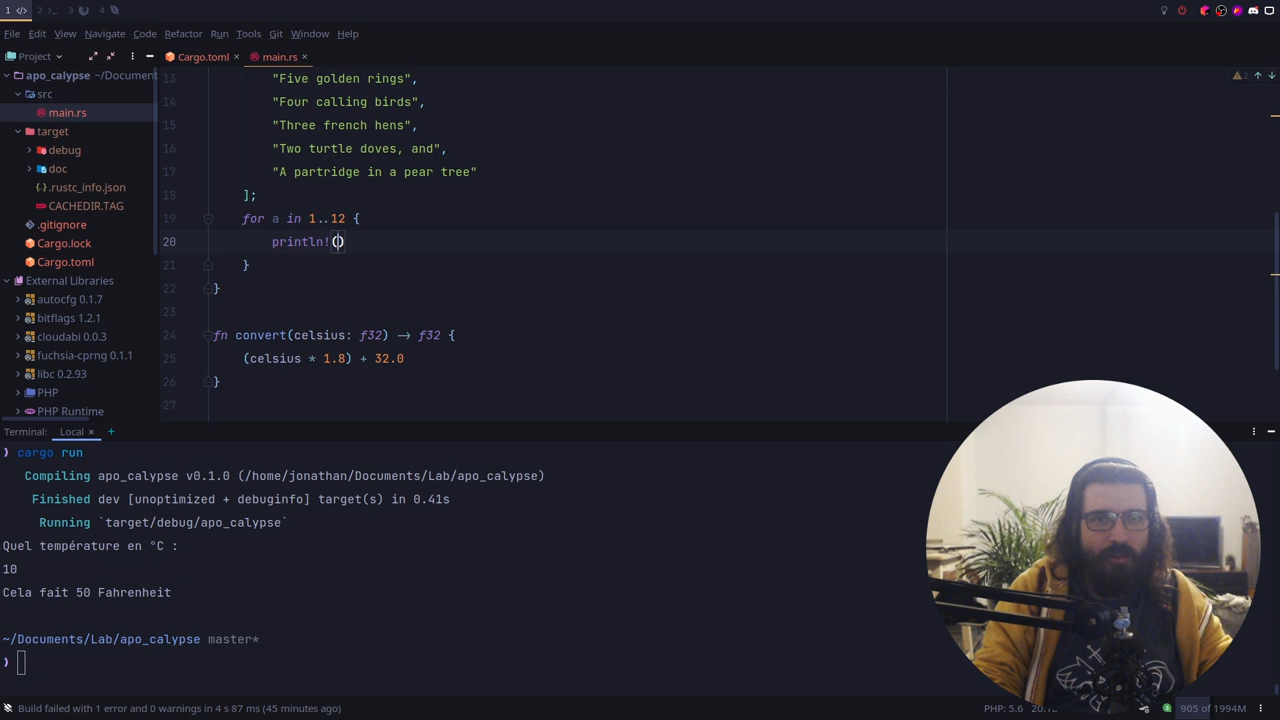 1 </> 2 >_ 3 4
File Edit View Navigate Code Refactor Run Tools Git Window Help
Project Cargo.toml × main.rs ×
apo_calypse ~/Document
src
main.rs
target
debug
doc
.rustc_info.json
CACHEDIR.TAG
.gitignore
Cargo.lock
Cargo.toml
External Libraries
autocfg 0.1.7
bitflags 1.2.1
cloudabi 0.0.3
fuchsia-cprng 0.1.1
libc 0.2.93
PHP
PHP Runtime
13 "Five golden rings",
14 "Four calling birds",
15 "Three french hens",
16 "Two turtle doves, and",
17 "A partridge in a pear tree"
18 ];
19 for a in 1..12 {
20 println!()
21 }
22 }
23
24 fn convert(celsius: f32) -> f32 {
25 (celsius * 1.8) + 32.0
26 }
27
2
Terminal: Local × +
❯ cargo run
Compiling apo_calypse v0.1.0 (/home/jonathan/Documents/Lab/apo_calypse)
Finished dev [unoptimized + debuginfo] target(s) in 0.41s
Running `target/debug/apo_calypse`
Quel température en °C :
10
Cela fait 50 Fahrenheit
~/Documents/Lab/apo_calypse master*
❯
Build failed with 1 error and 0 warnings in 4 s 87 ms (45 minutes ago) PHP: 5.6 905 of 1994M